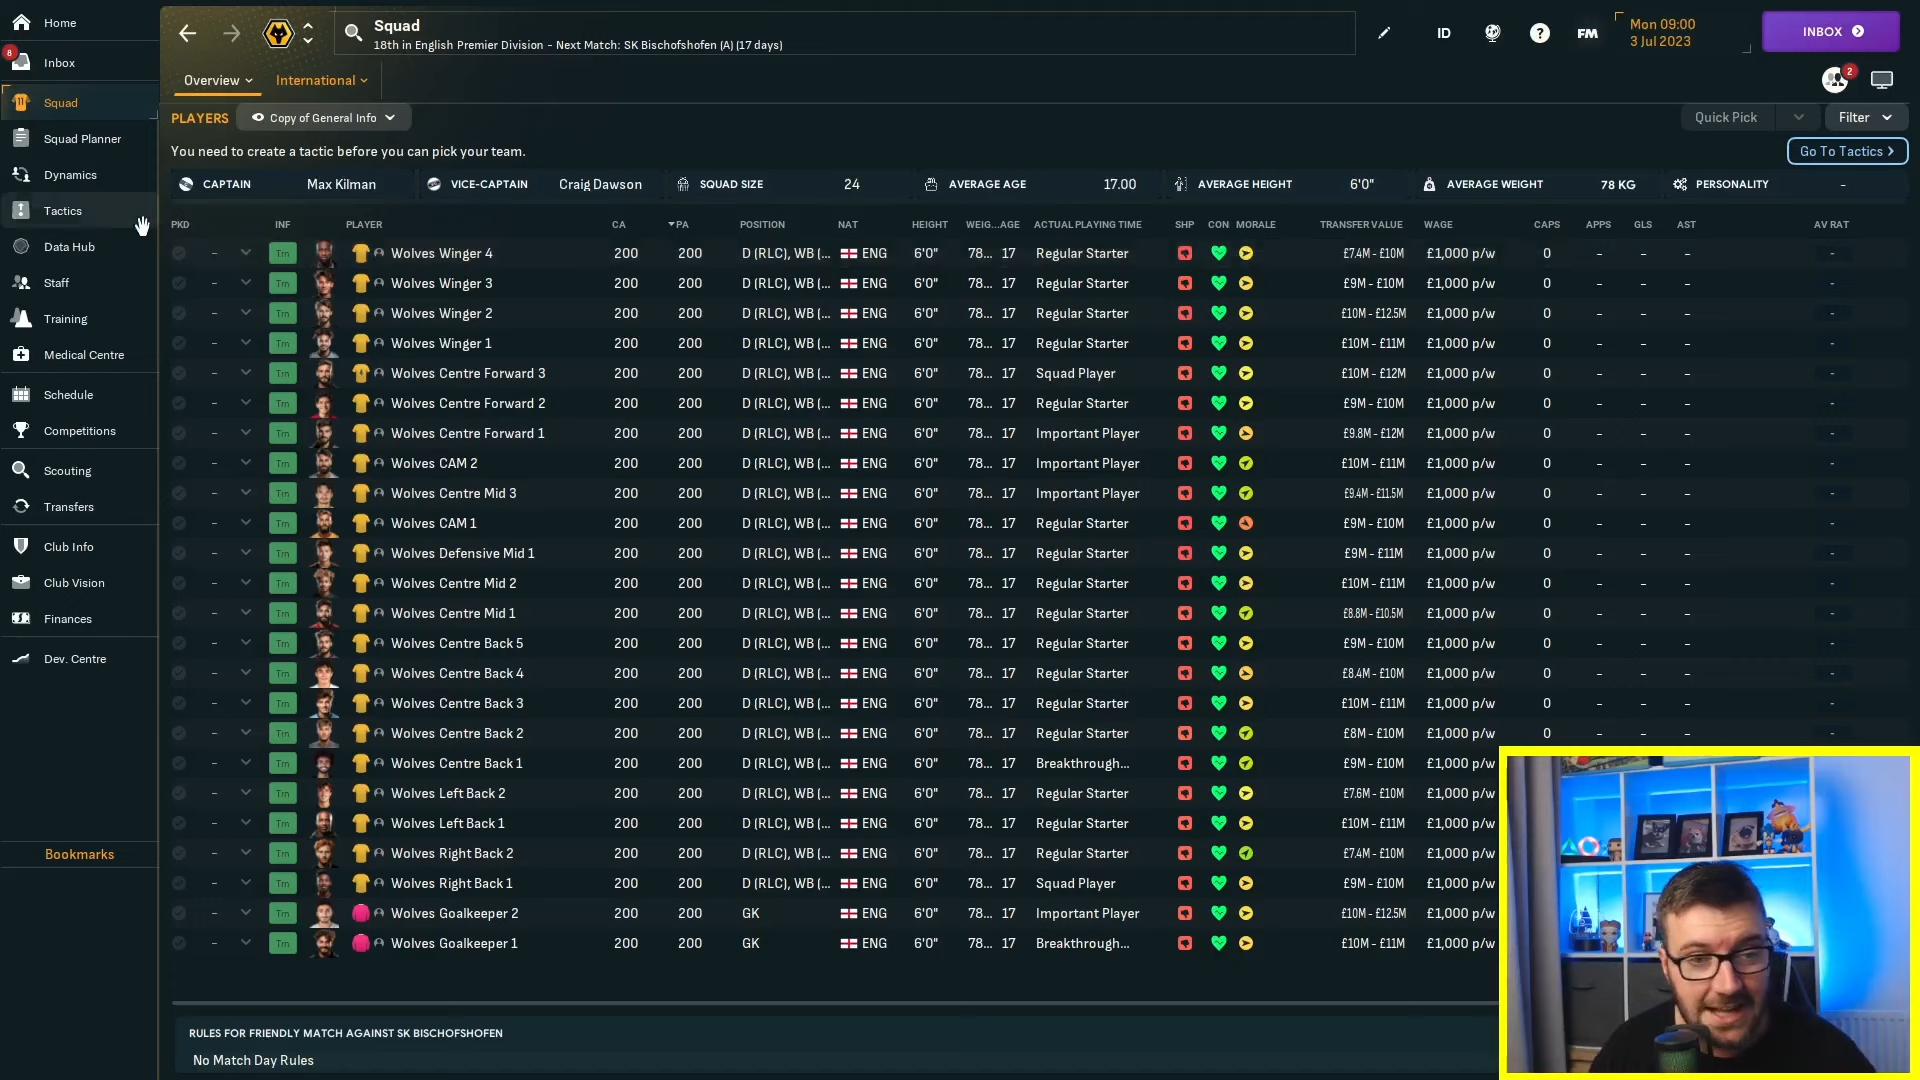 Home
Squad
18th in English Premier Division - Next Match: SK Bischofshofen (A) (17 days)
ID
?
FM
Mon 09:00
3 Jul 2023
INBOX
8
Inbox
Overview
International
2
Squad
PLAYERS
Copy of General Info
Quick Pick
Filter
Squad Planner
You need to create a tactic before you can pick your team.
Go To Tactics >
Dynamics
CAPTAIN Max Kilman VICE-CAPTAIN Craig Dawson SQUAD SIZE 24 AVERAGE AGE 17.00 AVERAGE HEIGHT 6'0" AVERAGE WEIGHT 78 KG PERSONALITY -
Tactics
Data Hub
Staff
Training
Medical Centre
Schedule
Competitions
Scouting
Transfers
Club Info
Club Vision
Finances
Dev. Centre
Bookmarks
PKD INF PLAYER CA PA POSITION NAT HEIGHT WEIG... AGE ACTUAL PLAYING TIME SHP CON MORALE TRANSFER VALUE WAGE CAPS APPS GLS AST AV RAT
- Trn Wolves Winger 4 200 200 D (RLC), WB (... ENG 6'0" 78... 17 Regular Starter £7.4M - £10M £1,000 p/w 0 - - - -
- Trn Wolves Winger 3 200 200 D (RLC), WB (... ENG 6'0" 78... 17 Regular Starter £9M - £10M £1,000 p/w 0 - - - -
- Trn Wolves Winger 2 200 200 D (RLC), WB (... ENG 6'0" 78... 17 Regular Starter £10M - £12.5M £1,000 p/w 0 - - - -
- Trn Wolves Winger 1 200 200 D (RLC), WB (... ENG 6'0" 78... 17 Regular Starter £10M - £11M £1,000 p/w 0 - - - -
- Trn Wolves Centre Forward 3 200 200 D (RLC), WB (... ENG 6'0" 78... 17 Squad Player £10M - £12M £1,000 p/w 0 - - - -
- Trn Wolves Centre Forward 2 200 200 D (RLC), WB (... ENG 6'0" 78... 17 Regular Starter £9M - £10M £1,000 p/w 0 - - - -
- Trn Wolves Centre Forward 1 200 200 D (RLC), WB (... ENG 6'0" 78... 17 Important Player £9.8M - £12M £1,000 p/w 0 - - - -
- Trn Wolves CAM 2 200 200 D (RLC), WB (... ENG 6'0" 78... 17 Important Player £10M - £11M £1,000 p/w 0 - - - -
- Trn Wolves Centre Mid 3 200 200 D (RLC), WB (... ENG 6'0" 78... 17 Important Player £9.4M - £11.5M £1,000 p/w 0 - - - -
- Trn Wolves CAM 1 200 200 D (RLC), WB (... ENG 6'0" 78... 17 Regular Starter £9M - £10M £1,000 p/w 0 - - - -
- Trn Wolves Defensive Mid 1 200 200 D (RLC), WB (... ENG 6'0" 78... 17 Regular Starter £9M - £11M £1,000 p/w 0 - - - -
- Trn Wolves Centre Mid 2 200 200 D (RLC), WB (... ENG 6'0" 78... 17 Regular Starter £10M - £11M £1,000 p/w 0 - - - -
- Trn Wolves Centre Mid 1 200 200 D (RLC), WB (... ENG 6'0" 78... 17 Regular Starter £8.8M - £10.5M £1,000 p/w 0 - - - -
- Trn Wolves Centre Back 5 200 200 D (RLC), WB (... ENG 6'0" 78... 17 Regular Starter £9M - £10M £1,000 p/w 0 - - - -
- Trn Wolves Centre Back 4 200 200 D (RLC), WB (... ENG 6'0" 78... 17 Regular Starter £8.4M - £10M £1,000 p/w 0 - - - -
- Trn Wolves Centre Back 3 200 200 D (RLC), WB (... ENG 6'0" 78... 17 Regular Starter £10M - £11M £1,000 p/w 0 - - - -
- Trn Wolves Centre Back 2 200 200 D (RLC), WB (... ENG 6'0" 78... 17 Regular Starter £8M - £10M £1,000 p/w 0 - - - -
- Trn Wolves Centre Back 1 200 200 D (RLC), WB (... ENG 6'0" 78... 17 Breakthrough... £9M - £10M £1,000 p/w
- Trn Wolves Left Back 2 200 200 D (RLC), WB (... ENG 6'0" 78... 17 Regular Starter £7.6M - £10M £1,000 p/w
- Trn Wolves Left Back 1 200 200 D (RLC), WB (... ENG 6'0" 78... 17 Regular Starter £10M - £11M £1,000 p/w
- Trn Wolves Right Back 2 200 200 D (RLC), WB (... ENG 6'0" 78... 17 Regular Starter £7.4M - £10M £1,000 p/w
- Trn Wolves Right Back 1 200 200 D (RLC), WB (... ENG 6'0" 78... 17 Squad Player £9M - £10M £1,000 p/w
- Trn Wolves Goalkeeper 2 200 200 GK ENG 6'0" 78... 17 Important Player £10M - £12.5M £1,000 p/w
- Trn Wolves Goalkeeper 1 200 200 GK ENG 6'0" 78... 17 Breakthrough... £10M - £11M £1,000 p/w
RULES FOR FRIENDLY MATCH AGAINST SK BISCHOFSHOFEN
No Match Day Rules